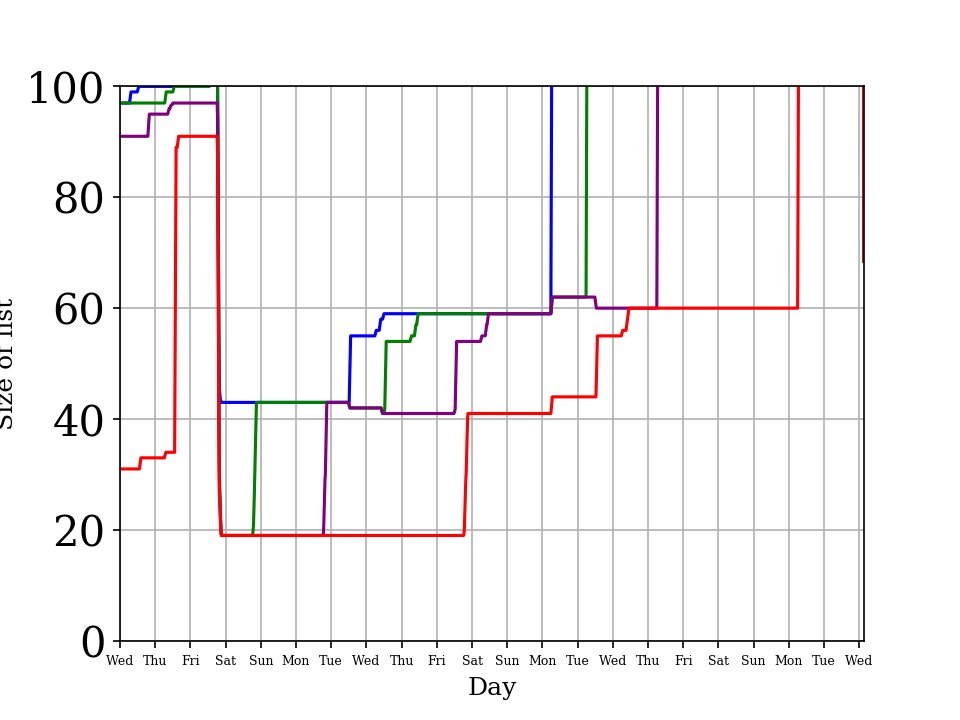 100
80
60
40
20
0
Size of list
Wed Thu Fri Sat Sun Mon Tue Wed Thu Fri Sat Sun Mon Tue Wed Thu Fri Sat Sun Mon Tue Wed
Day